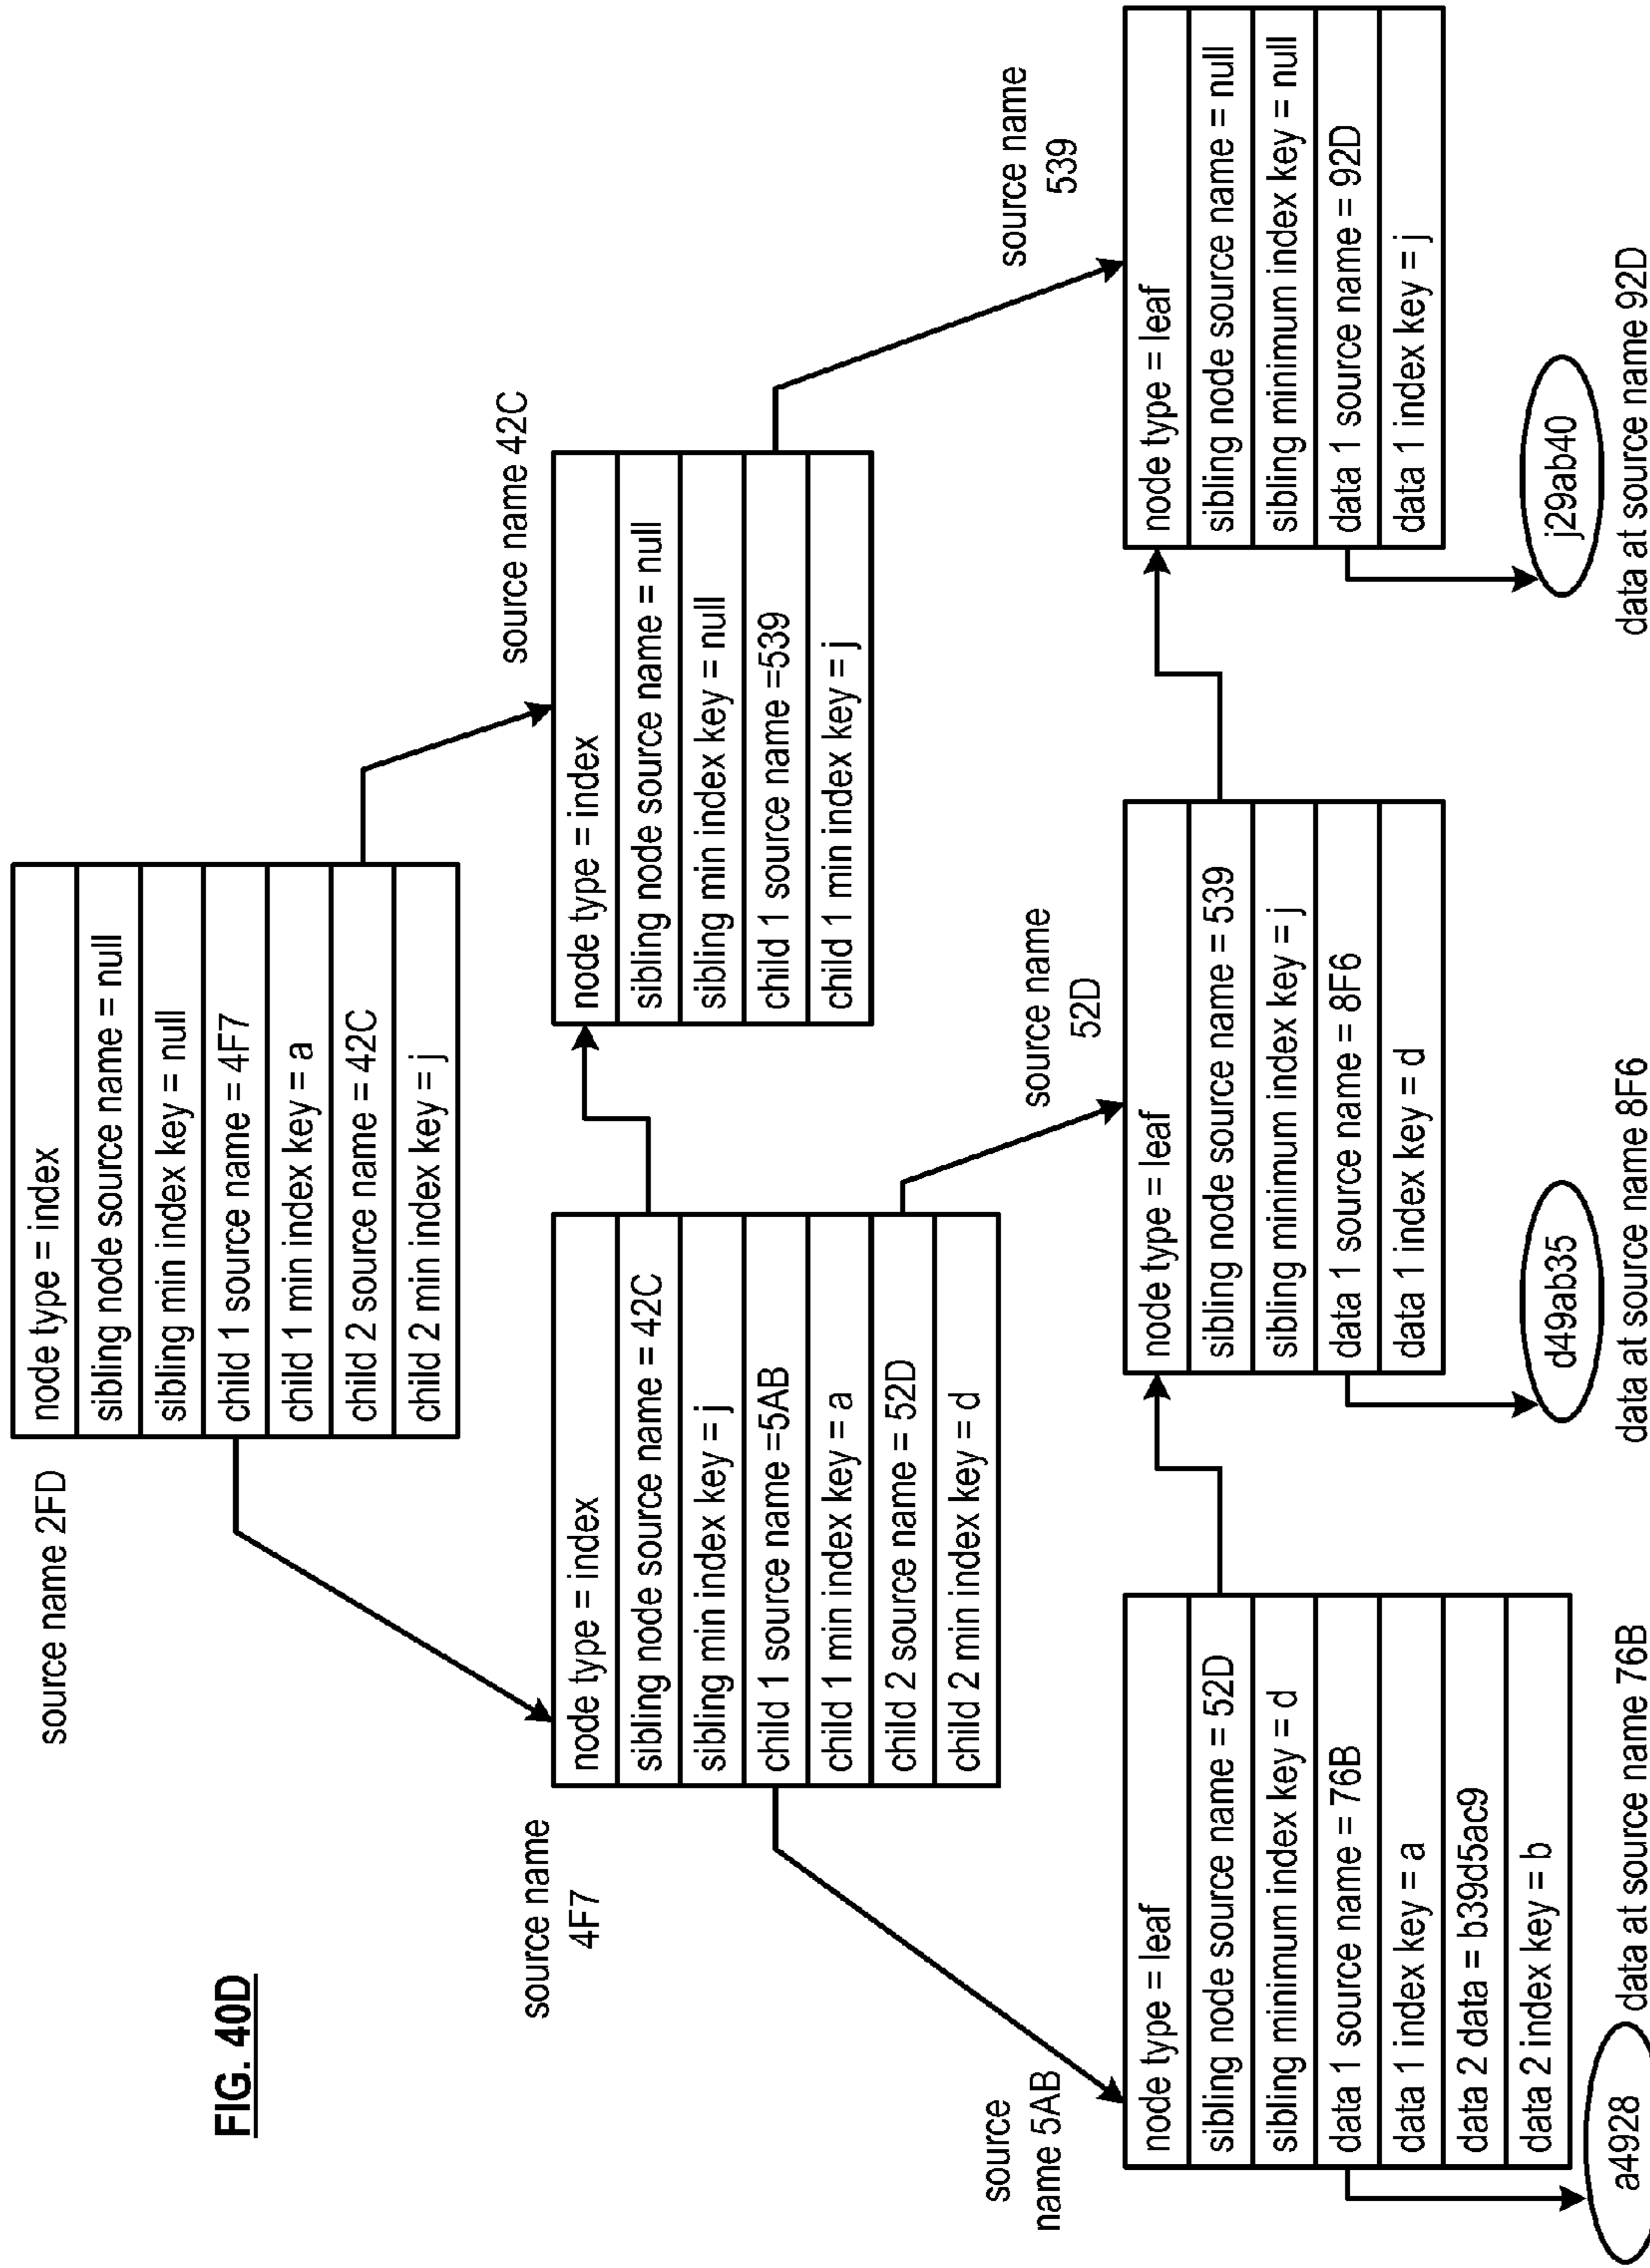 FIG. 40D
source name 2FD
node type = index
sibling node source name = null
sibling min index key = null
child 1 source name = 4F7
child 1 min index key = a
child 2 source name = 42C
child 2 min index key = j
source name
4F7
node type = index
sibling node source name = 42C
sibling min index key = j
child 1 source name =5AB
child 1 min index key = a
child 2 source name = 52D
child 2 min index key = d
source name 42C
node type = index
sibling node source name = null
sibling min index key = null
child 1 source name =539
child 1 min index key = j
source
name 5AB
node type = leaf
sibling node source name = 52D
sibling minimum index key = d
data 1 source name = 76B
data 1 index key = a
data 2 data = b39d5ac9
data 2 index key = b
a4928
data at source name 76B
source name
52D
node type = leaf
sibling node source name = 539
sibling minimum index key = j
data 1 source name = 8F6
data 1 index key = d
d49ab35
data at source name 8F6
source name
539
node type = leaf
sibling node source name = null
sibling minimum index key = null
data 1 source name = 92D
data 1 index key = j
j29ab40
data at source name 92D